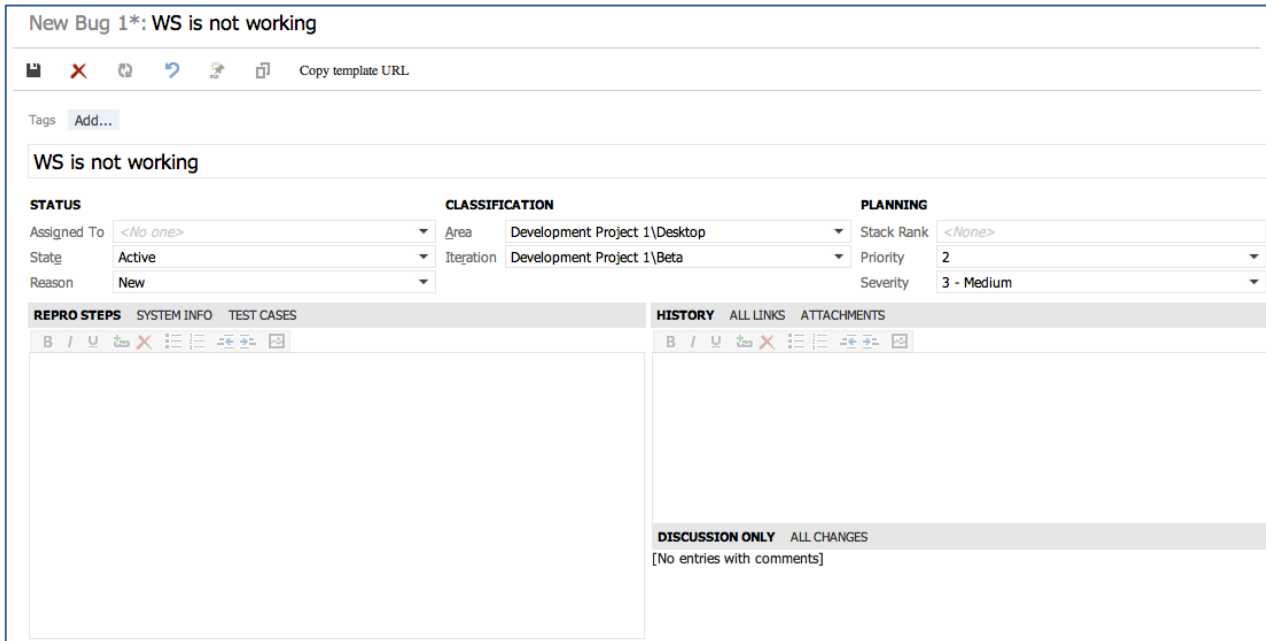 New Bug 1*: WS is not working
Copy template URL
Tags Add...
WS is not working
STATUS CLASSIFICATION PLANNING
Assigned To <No one> Area Development Project 1\Desktop Stack Rank <None>
State Active Iteration Development Project 1\Beta Priority 2
Reason New Severity 3 - Medium
REPRO STEPS SYSTEM INFO TEST CASES HISTORY ALL LINKS ATTACHMENTS
B I U B I U
DISCUSSION ONLY ALL CHANGES
[No entries with comments]